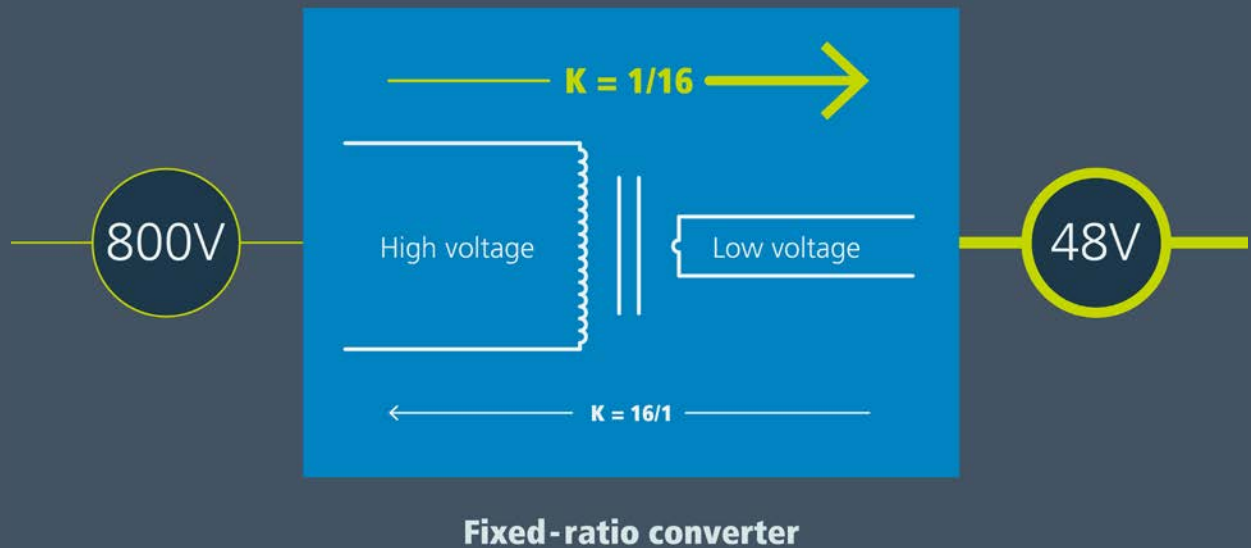 K = 1/16
800V
High voltage
Low voltage
48V
K = 16/1
Fixed-ratio converter